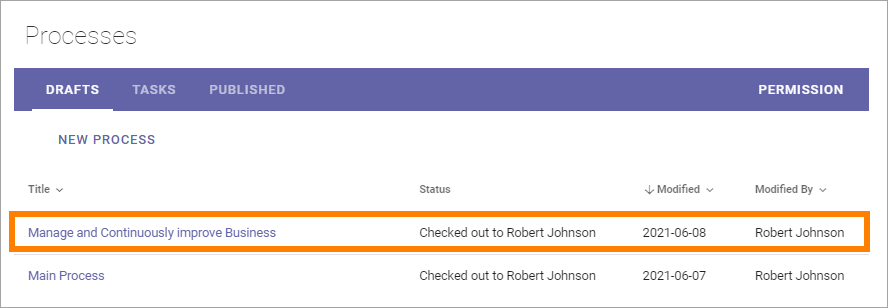 Processes
DRAFTS TASKS PUBLISHED PERMISSION
NEW PROCESS
Title Status Modified Modified By
Manage and Continuously improve Business Checked out to Robert Johnson 2021-06-08 Robert Johnson
Main Process Checked out to Robert Johnson 2021-06-07 Robert Johnson